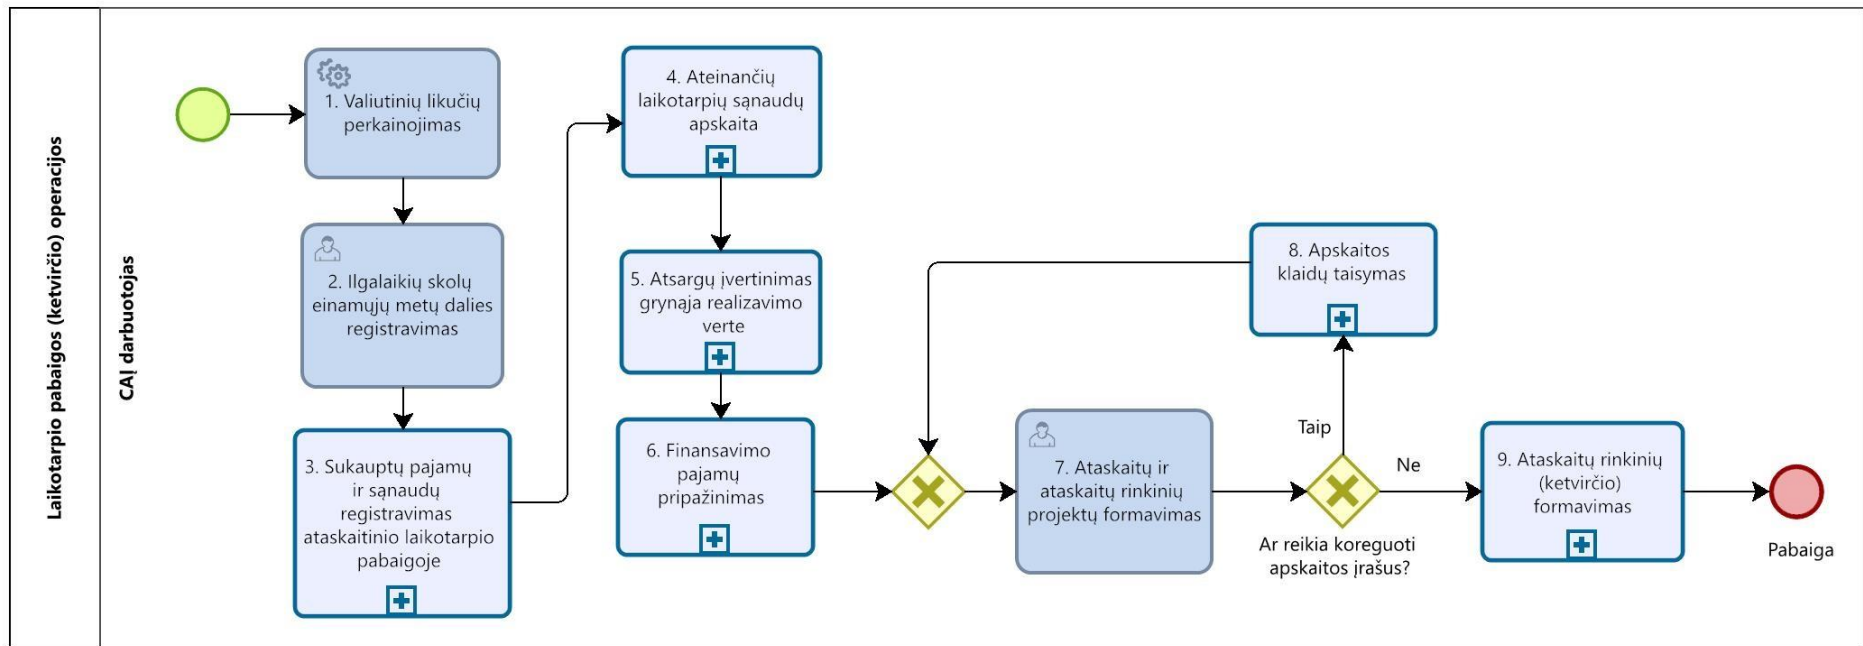 Laikotarpio pabaigos (ketvirčio) operacijos
CAĮ darbuotojas
1. Valiutinių likučių
perkainojimas
2. Ilgalaikių skolų
einamųjų metų dalies
registravimas
3. Sukauptų pajamų
ir sąnaudų
registravimas
ataskaitinio laikotarpio
pabaigoje
4. Ateinančių
laikotarpių sąnaudų
apskaita
5. Atsargų įvertinimas
grynąja realizavimo
verte
6. Finansavimo
pajamų
pripažinimas
7. Ataskaitų ir
ataskaitų rinkinių
projektų formavimas
Ar reikia koreguoti
apskaitos įrašus?
Taip
8. Apskaitos
klaidų taisymas
Ne
9. Ataskaitų rinkinių
(ketvirčio)
formavimas
Pabaiga